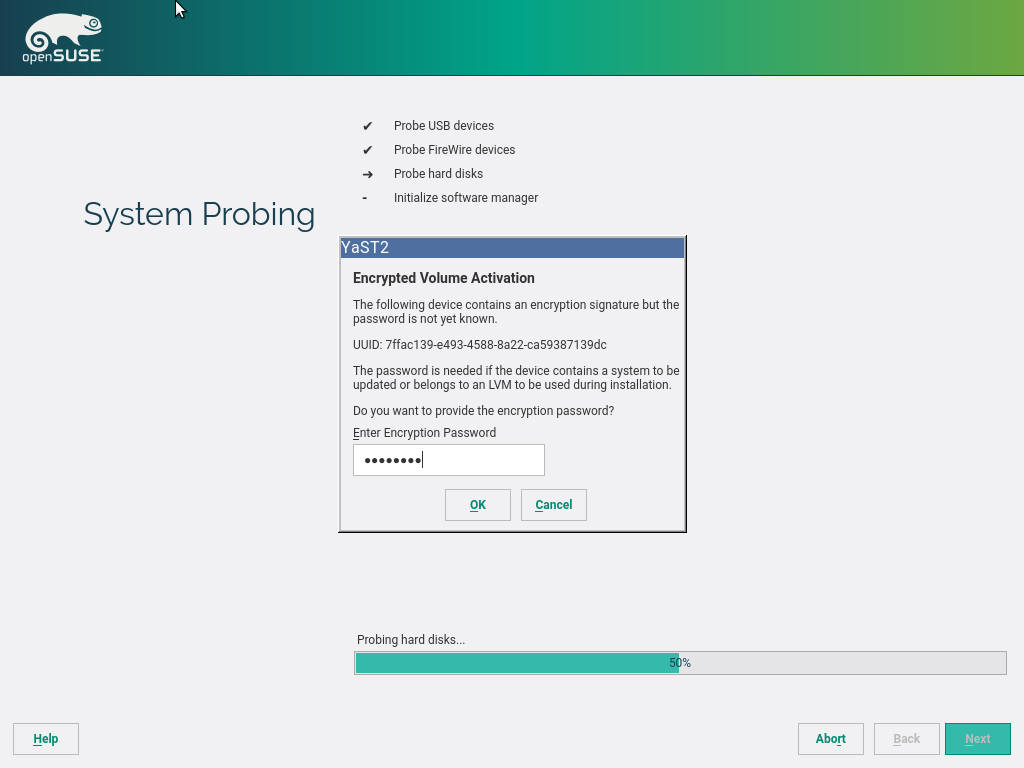 openSUSE
✔ Probe USB devices
✔ Probe FireWire devices
➔ Probe hard disks
- Initialize software manager
System Probing
YaST2
Encrypted Volume Activation
The following device contains an encryption signature but the
password is not yet known.
UUID: 7ffac139-e493-4588-8a22-ca59387139dc
The password is needed if the device contains a system to be
updated or belongs to an LVM to be used during installation.
Do you want to provide the encryption password?
Enter Encryption Password
●●●●●●●●
OK Cancel
Probing hard disks...
50%
Help Abort Back Next